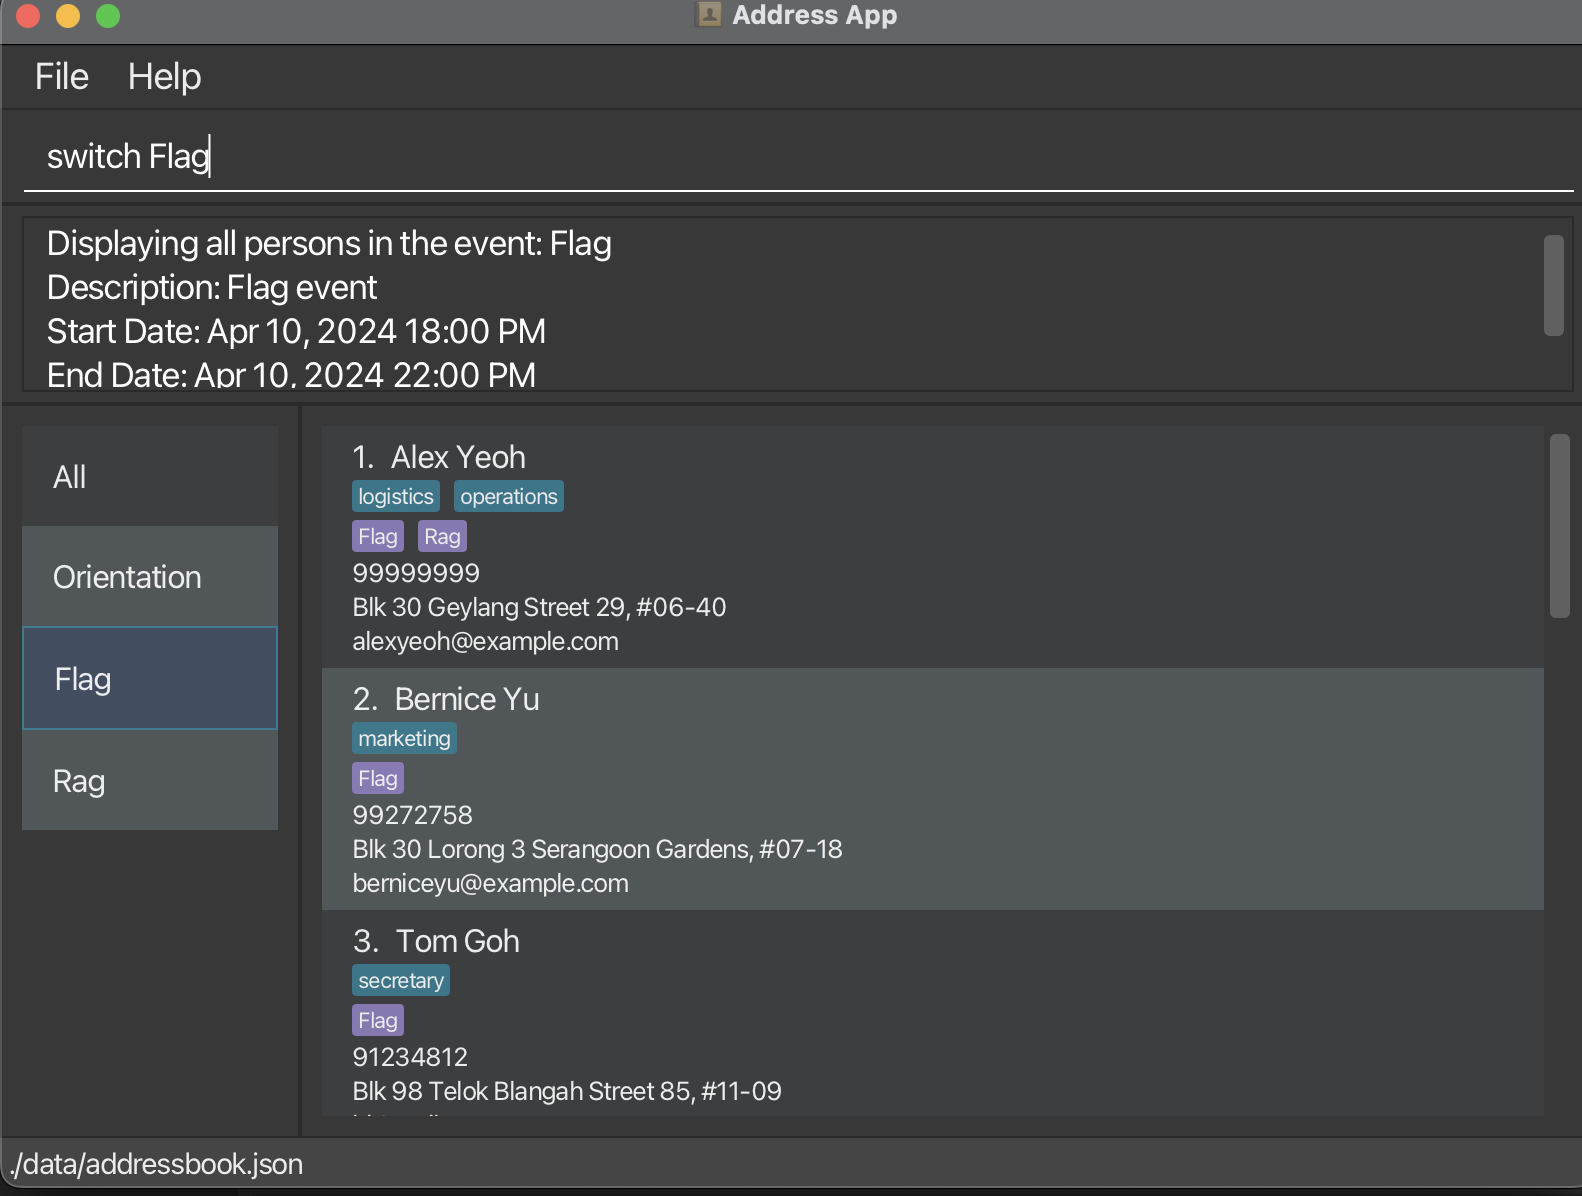 Address App
File Help
switch Flag
Displaying all persons in the event: Flag
Description: Flag event
Start Date: Apr 10, 2024 18:00 PM
End Date: Apr 10, 2024 22:00 PM
All
Orientation
Flag
Rag
1. Alex Yeoh
logistics operations
Flag Rag
99999999
Blk 30 Geylang Street 29, #06-40
alexyeoh@example.com
2. Bernice Yu
marketing
Flag
99272758
Blk 30 Lorong 3 Serangoon Gardens, #07-18
berniceyu@example.com
3. Tom Goh
secretary
Flag
91234812
Blk 98 Telok Blangah Street 85, #11-09
./data/addressbook.json